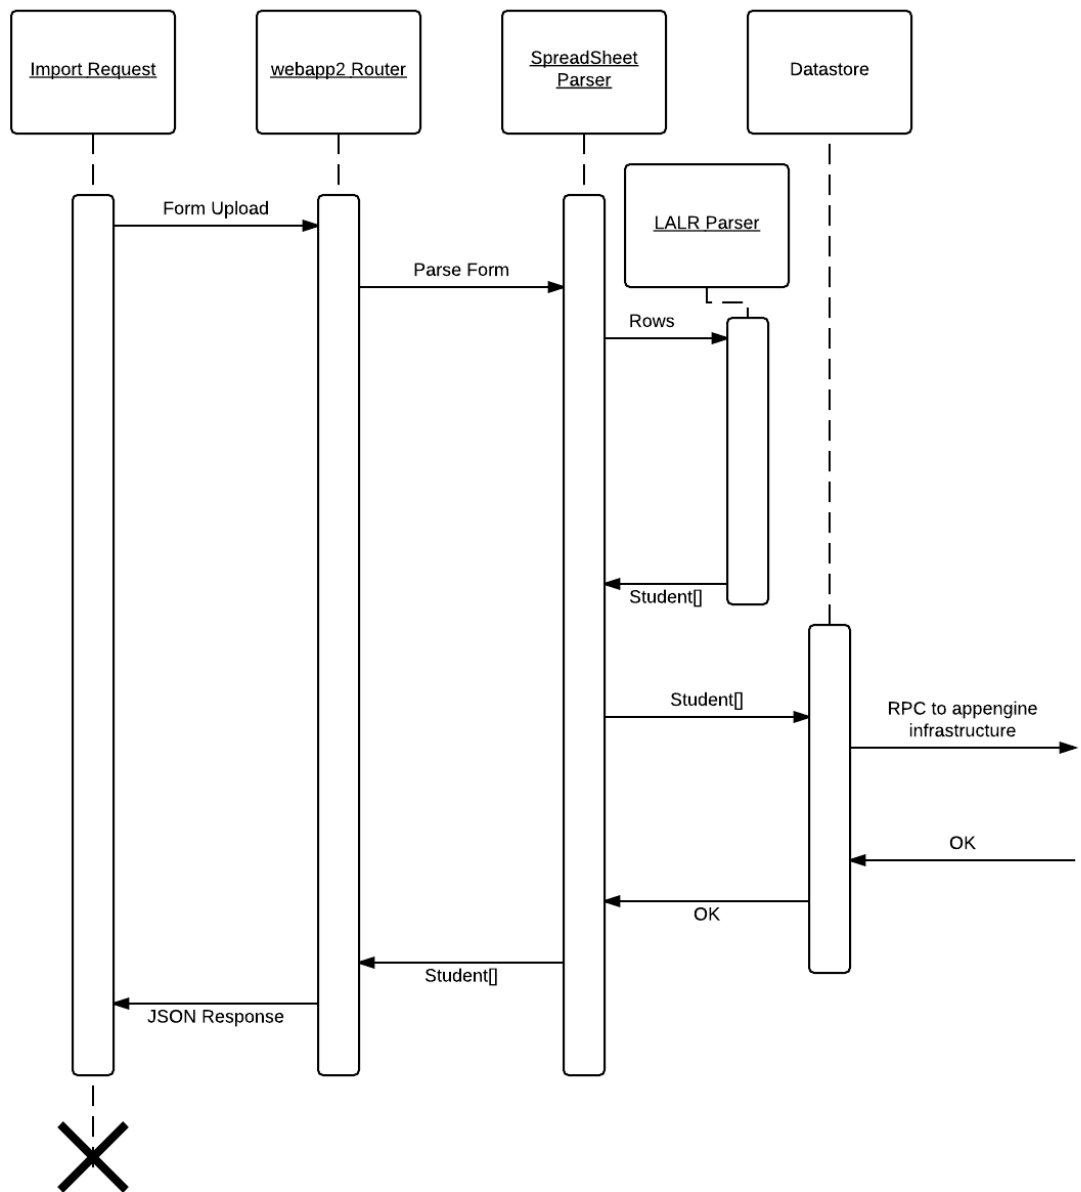 Import Request
webapp2 Router
SpreadSheet
Parser
Datastore
Form Upload
LALR Parser
Parse Form
Rows
Student[]
Student[]
RPC to appengine
infrastructure
OK
OK
Student[]
JSON Response